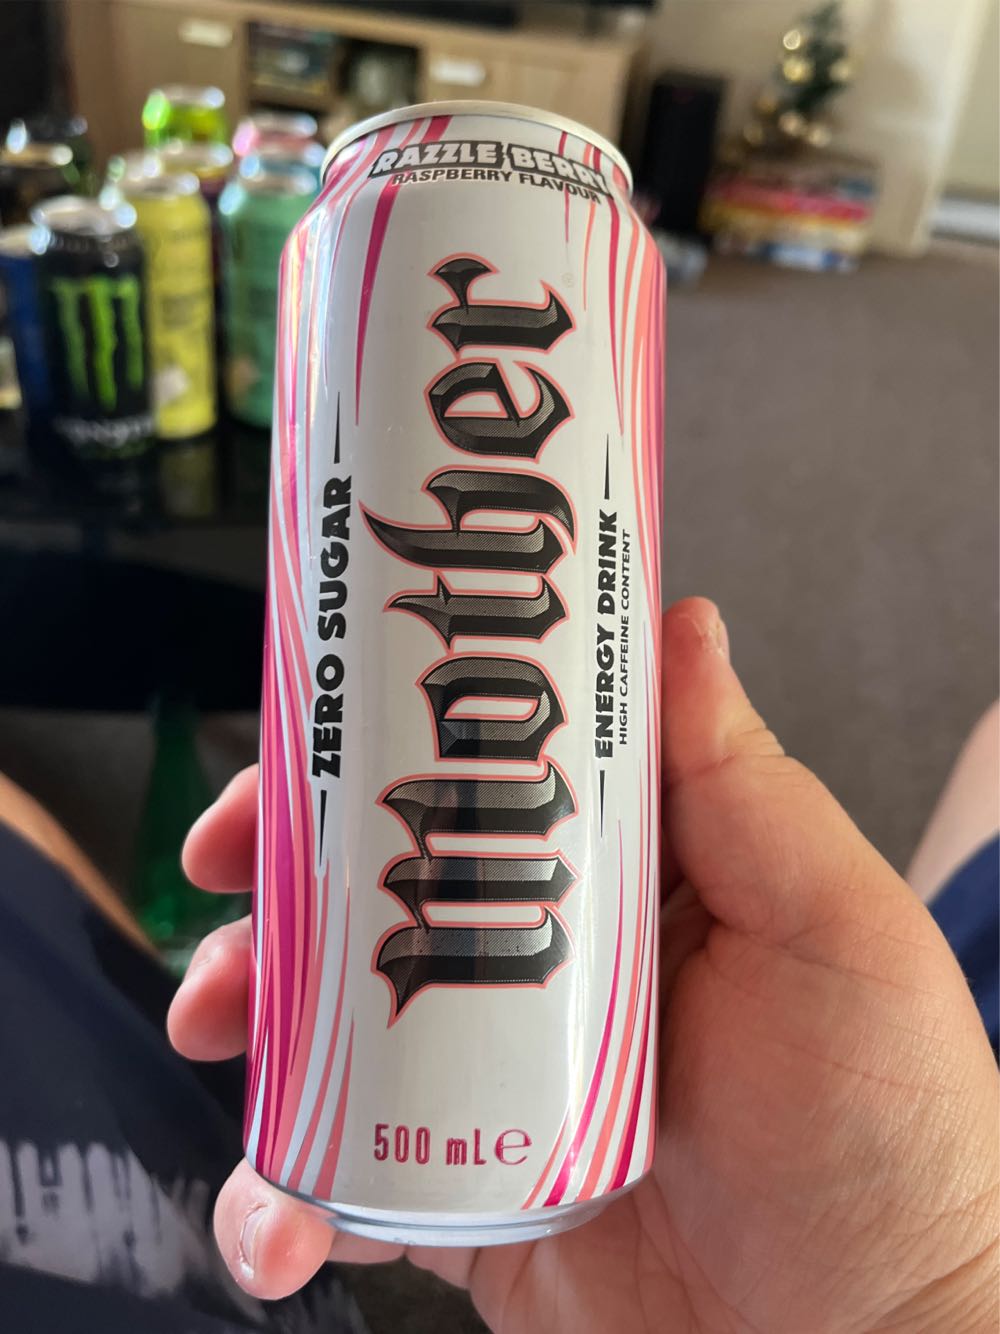 RAZZLE BERRY
RASPBERRY FLAVOUR
ZERO SUGAR
Mother
ENERGY DRINK
HIGH CAFFEINE CONTENT
500 mL e